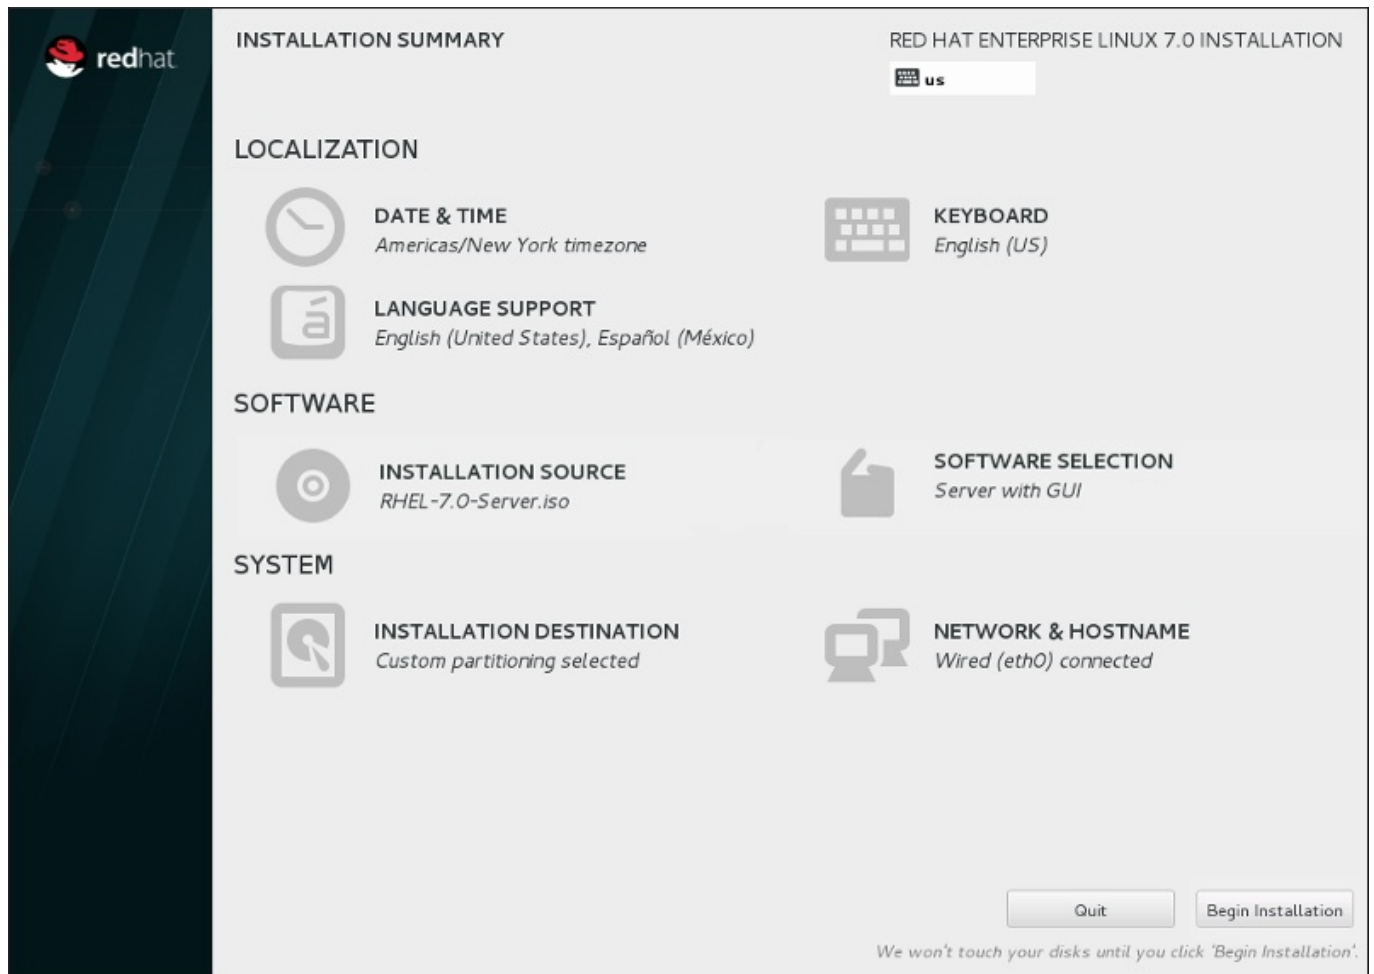 redhat
INSTALLATION SUMMARY
RED HAT ENTERPRISE LINUX 7.0 INSTALLATION
us
LOCALIZATION
DATE & TIME
Americas/New York timezone
KEYBOARD
English (US)
á
LANGUAGE SUPPORT
English (United States), Español (México)
SOFTWARE
INSTALLATION SOURCE
RHEL-7.0-Server.iso
SOFTWARE SELECTION
Server with GUI
SYSTEM
INSTALLATION DESTINATION
Custom partitioning selected
NETWORK & HOSTNAME
Wired (eth0) connected
Quit
Begin Installation
We won't touch your disks until you click 'Begin Installation'.